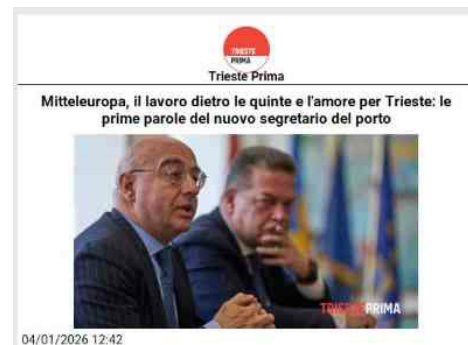 TRIESTE
PRIMA
Trieste Prima
Mitteleuropa, il lavoro dietro le quinte e l'amore per Trieste: le
prime parole del nuovo segretario del porto
TRIESTEPRIMA
04/01/2026 12:42